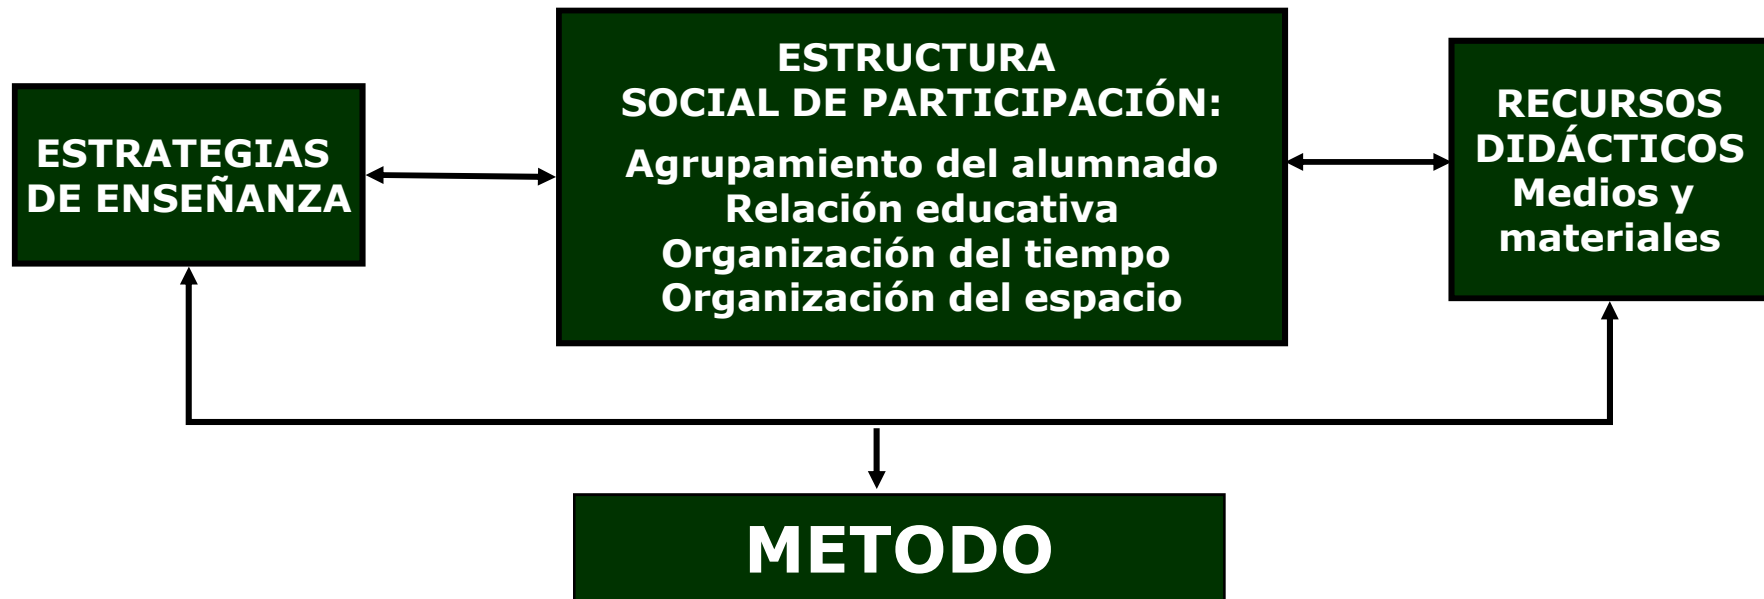 ESTRATEGIAS
DE ENSEÑANZA
ESTRUCTURA
SOCIAL DE PARTICIPACIÓN:
Agrupamiento del alumnado
Relación educativa
Organización del tiempo
Organización del espacio
RECURSOS
DIDÁCTICOS
Medios y
materiales
METODO